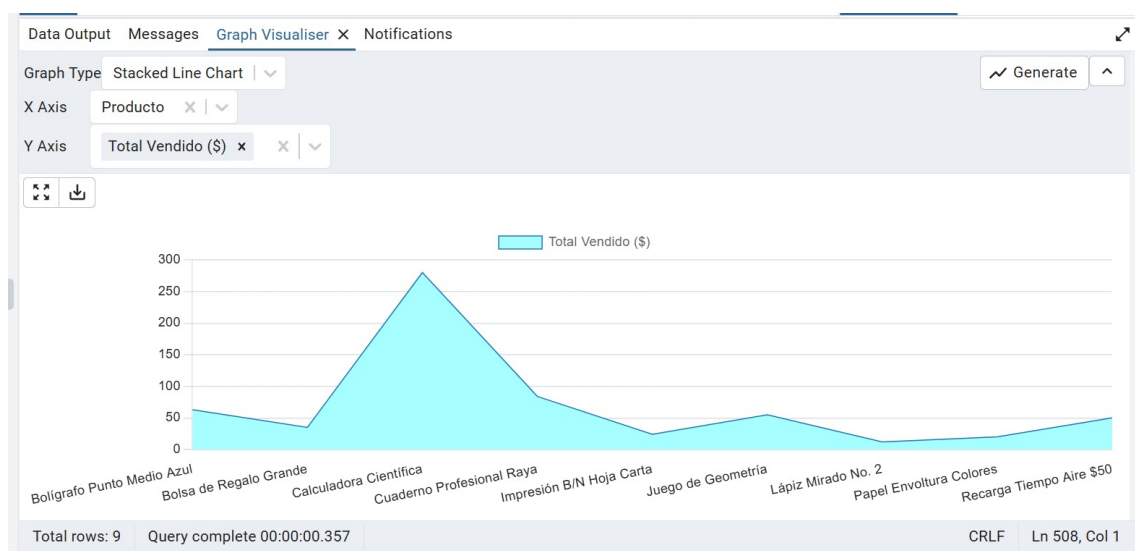 Data Output Messages Graph Visualiser X Notifications
Graph Type Stacked Line Chart
Generate
X Axis Producto
Y Axis Total Vendido ($)
Total Vendido ($)
300
250
200
150
100
50
0
Bolígrafo Punto Medio Azul
Bolsa de Regalo Grande
Calculadora Científica
Cuaderno Profesional Raya
Impresión B/N Hoja Carta
Juego de Geometría
Lápiz Mirado No. 2
Papel Envoltura Colores
Recarga Tiempo Aire $50
Total rows: 9 Query complete 00:00:00.357 CRLF Ln 508, Col 1